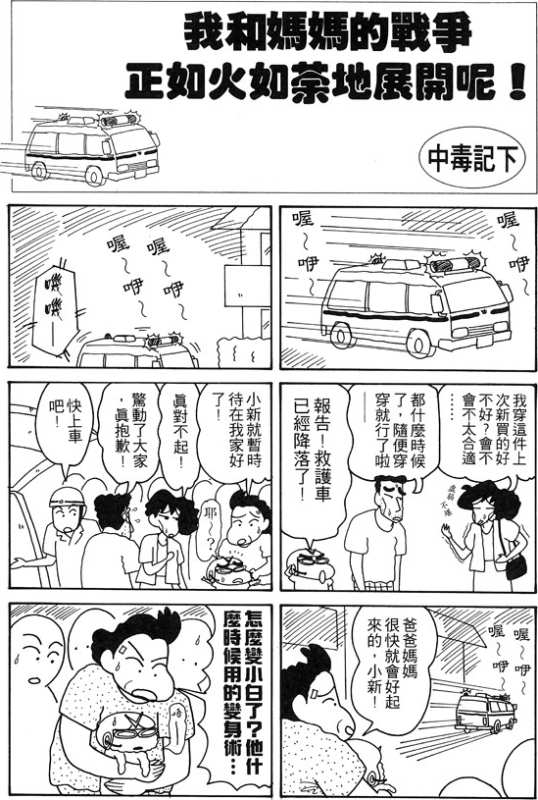 我和媽媽的戰爭
正如火如荼地展開呢！
中毒記下
喔～咿～
喔～咿～
喔～咿～
喔～咿～
嘰嘰
我穿這件上
次新買的好
不好？會不
會不太合適
……
都什麼時候
了，隨便穿
穿就行了啦
——
報告！救護車
已經降落了！
小新就暫時
待在我家好
了！
耶？
眞對不起！
驚動了大家
，眞抱歉！
快上車
吧！
喔～咿～
喔～咿～
爸爸媽媽
很快就會好起
來的，小新！
怎麼變小白了？他什
麼時候用的變身術…